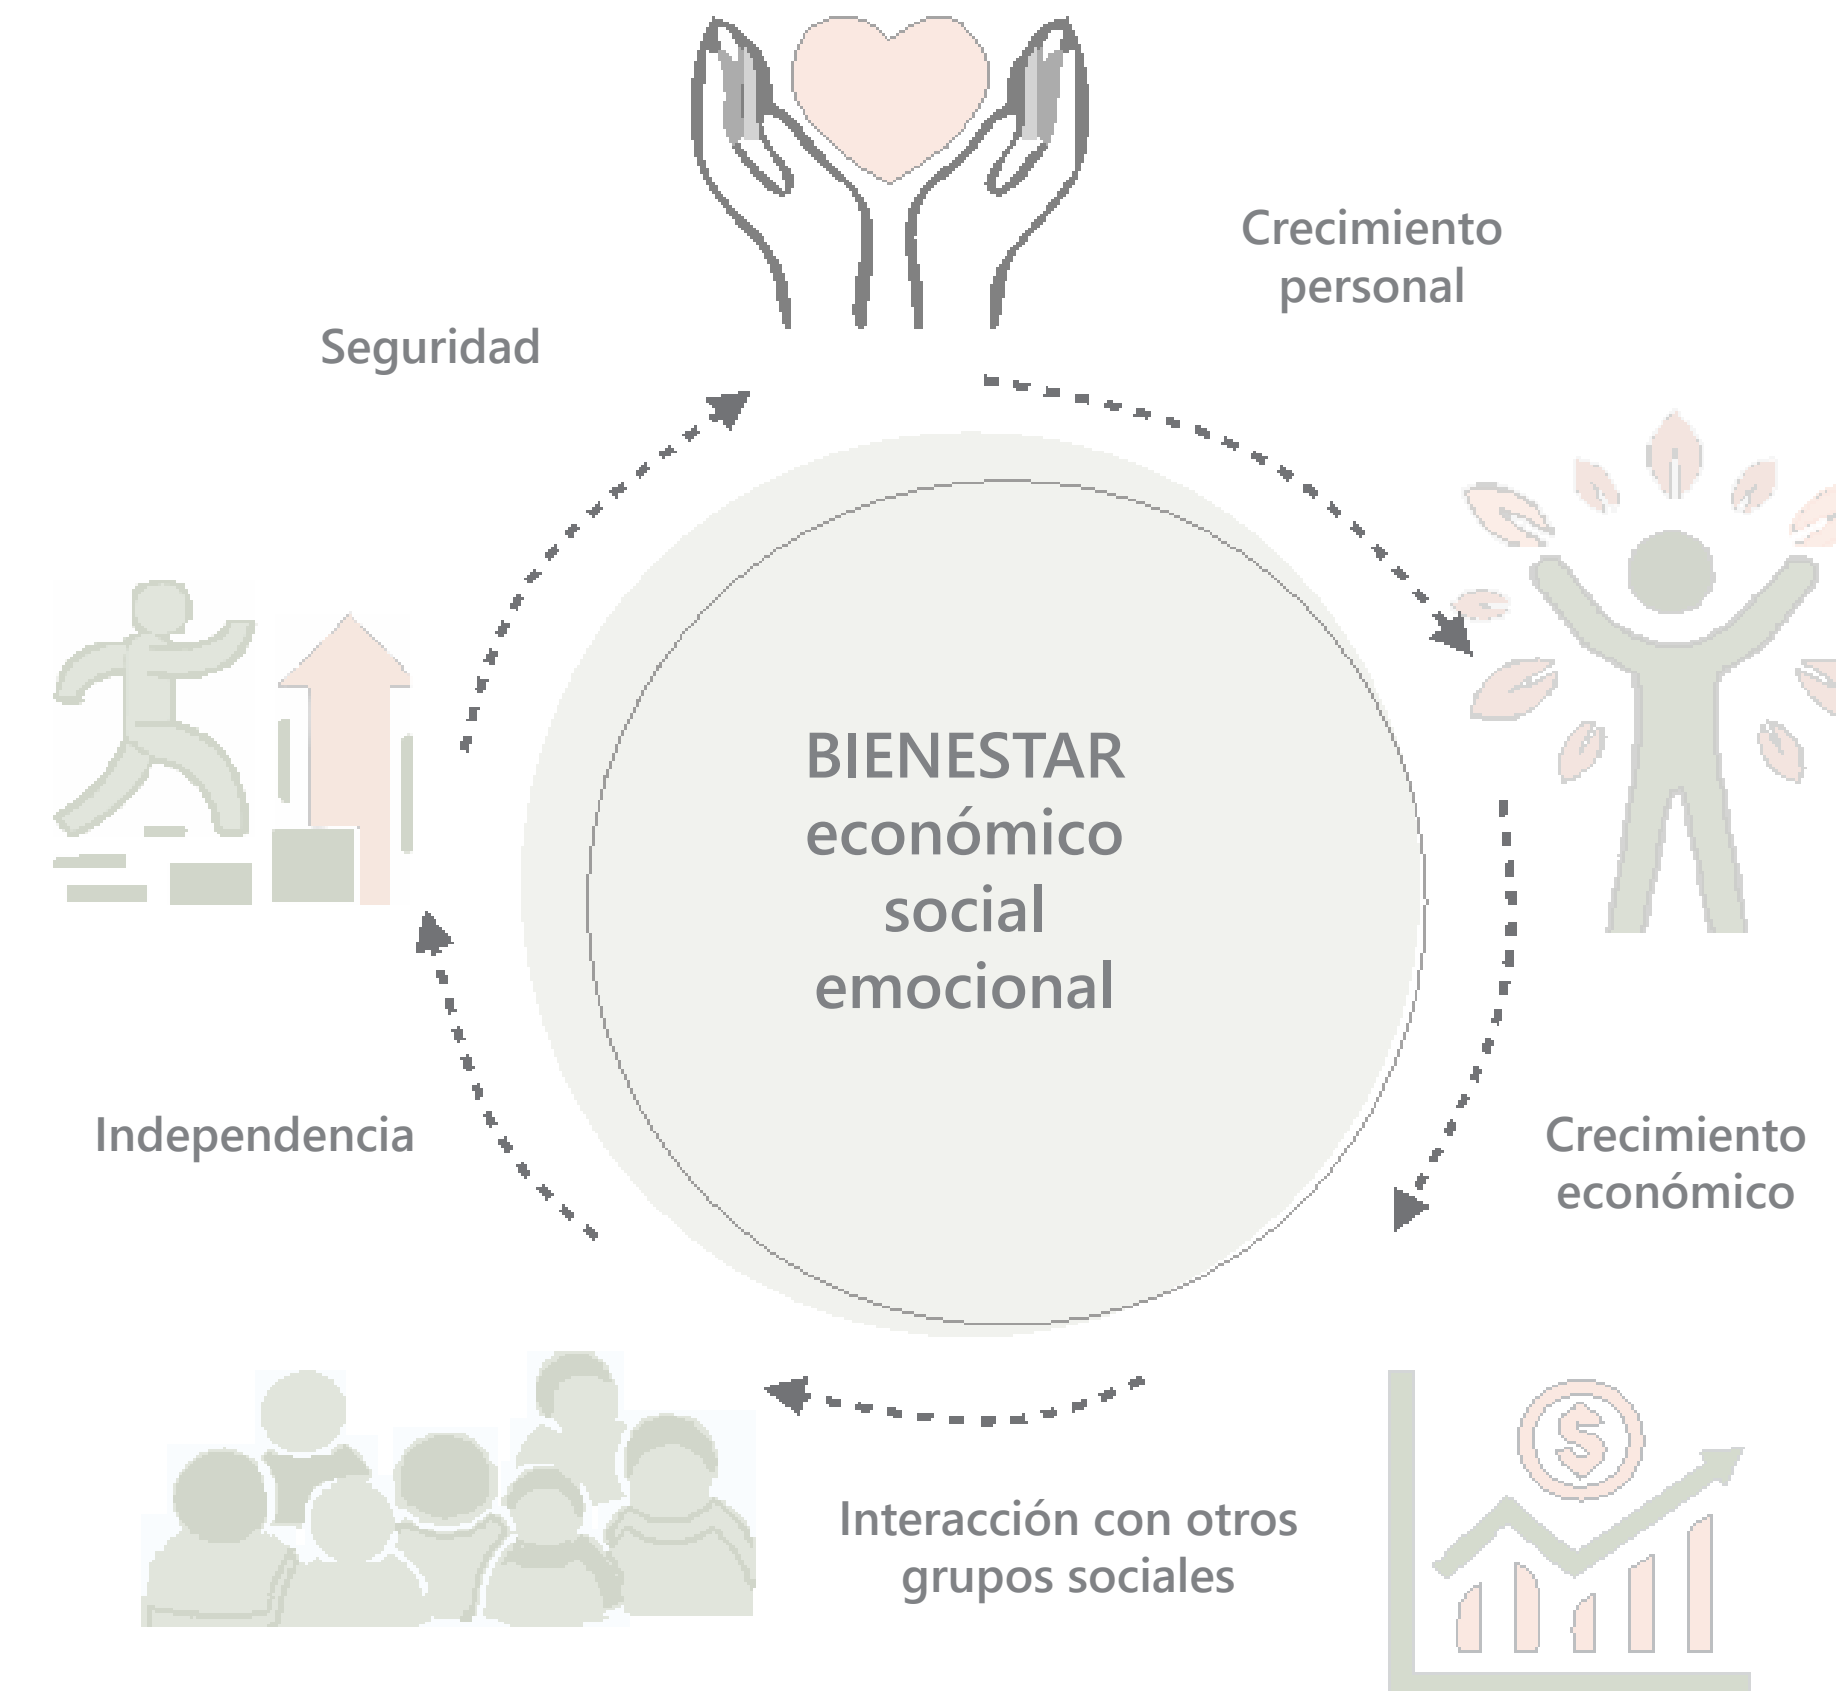 Crecimiento
personal
Seguridad
BIENESTAR
económico
social
emocional
Independencia
Crecimiento
económico
Interacción con otros
grupos sociales
$